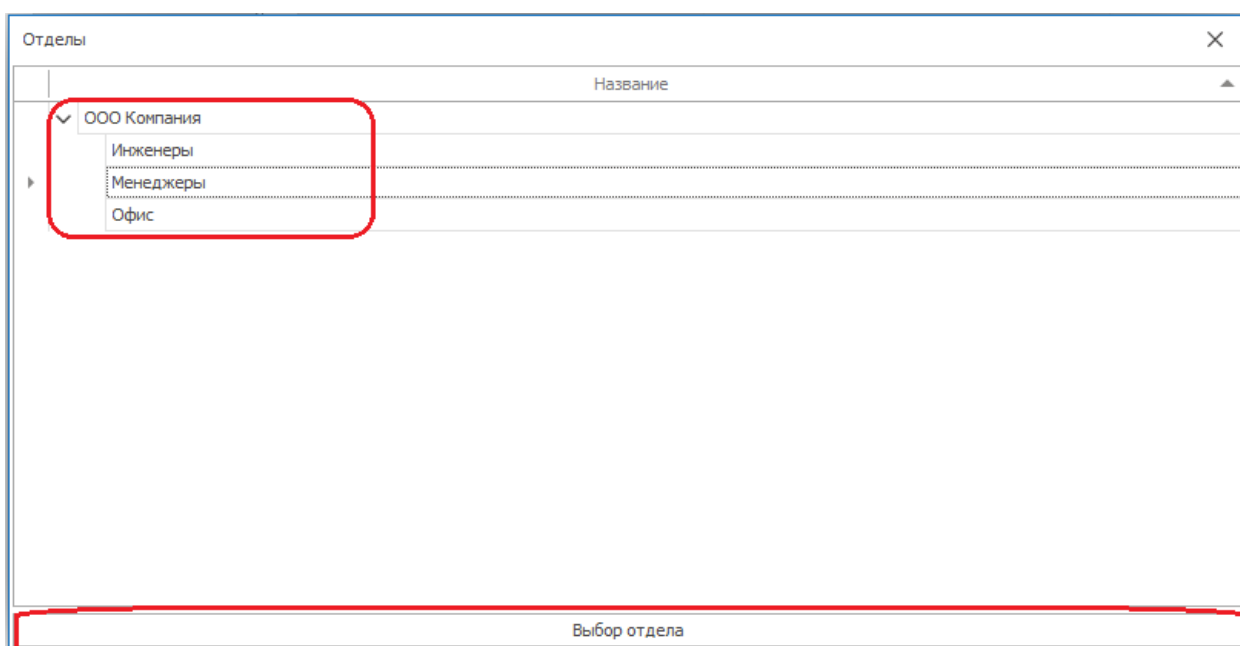 Отделы
Название
ООО Компания
Инженеры
Менеджеры
Офис
Выбор отдела